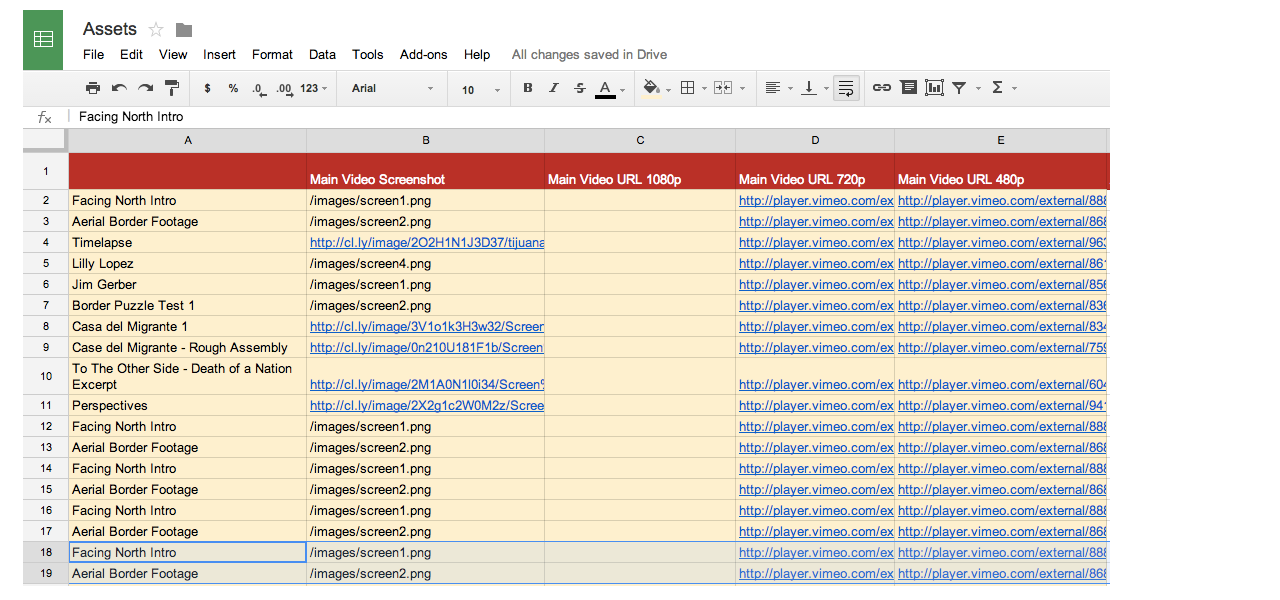 Assets
File Edit View Insert Format Data Tools Add-ons Help All changes saved in Drive
$ % .0 .00 123 Arial 10 B I S A Σ
fx Facing North Intro
A B C D E
1 Main Video Screenshot Main Video URL 1080p Main Video URL 720p Main Video URL 480p
2 Facing North Intro /images/screen1.png http://player.vimeo.com/ex http://player.vimeo.com/external/888
3 Aerial Border Footage /images/screen2.png http://player.vimeo.com/ex http://player.vimeo.com/external/868
4 Timelapse http://cl.ly/image/2O2H1N1J3D37/tijuana http://player.vimeo.com/ex http://player.vimeo.com/external/963
5 Lilly Lopez /images/screen4.png http://player.vimeo.com/ex http://player.vimeo.com/external/861
6 Jim Gerber /images/screen1.png http://player.vimeo.com/ex http://player.vimeo.com/external/856
7 Border Puzzle Test 1 /images/screen2.png http://player.vimeo.com/ex http://player.vimeo.com/external/836
8 Casa del Migrante 1 http://cl.ly/image/3V1o1k3H3w32/Screen http://player.vimeo.com/ex http://player.vimeo.com/external/834
9 Case del Migrante - Rough Assembly http://cl.ly/image/0n210U181F1b/Screen http://player.vimeo.com/ex http://player.vimeo.com/external/759
To The Other Side - Death of a Nation
10 Excerpt http://cl.ly/image/2M1A0N1I0i34/Screen% http://player.vimeo.com/ex http://player.vimeo.com/external/604
11 Perspectives http://cl.ly/image/2X2g1c2W0M2z/Scree http://player.vimeo.com/ex http://player.vimeo.com/external/941
12 Facing North Intro /images/screen1.png http://player.vimeo.com/ex http://player.vimeo.com/external/888
13 Aerial Border Footage /images/screen2.png http://player.vimeo.com/ex http://player.vimeo.com/external/868
14 Facing North Intro /images/screen1.png http://player.vimeo.com/ex http://player.vimeo.com/external/888
15 Aerial Border Footage /images/screen2.png http://player.vimeo.com/ex http://player.vimeo.com/external/868
16 Facing North Intro /images/screen1.png http://player.vimeo.com/ex http://player.vimeo.com/external/888
17 Aerial Border Footage /images/screen2.png http://player.vimeo.com/ex http://player.vimeo.com/external/868
18 Facing North Intro /images/screen1.png http://player.vimeo.com/ex http://player.vimeo.com/external/888
19 Aerial Border Footage /images/screen2.png http://player.vimeo.com/ex http://player.vimeo.com/external/868